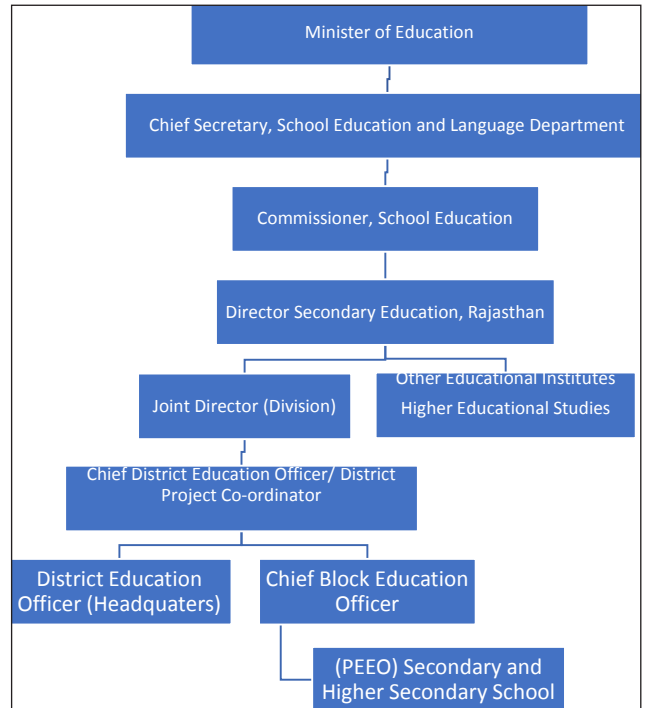 Minister of Education
Chief Secretary, School Education and Language Department
Commissioner, School Education
Director Secondary Education, Rajasthan
Joint Director (Division)
Other Educational Institutes
Higher Educational Studies
Chief District Education Officer/ District
Project Co-ordinator
District Education
Officer (Headquaters)
Chief Block Education
Officer
(PEEO) Secondary and
Higher Secondary School